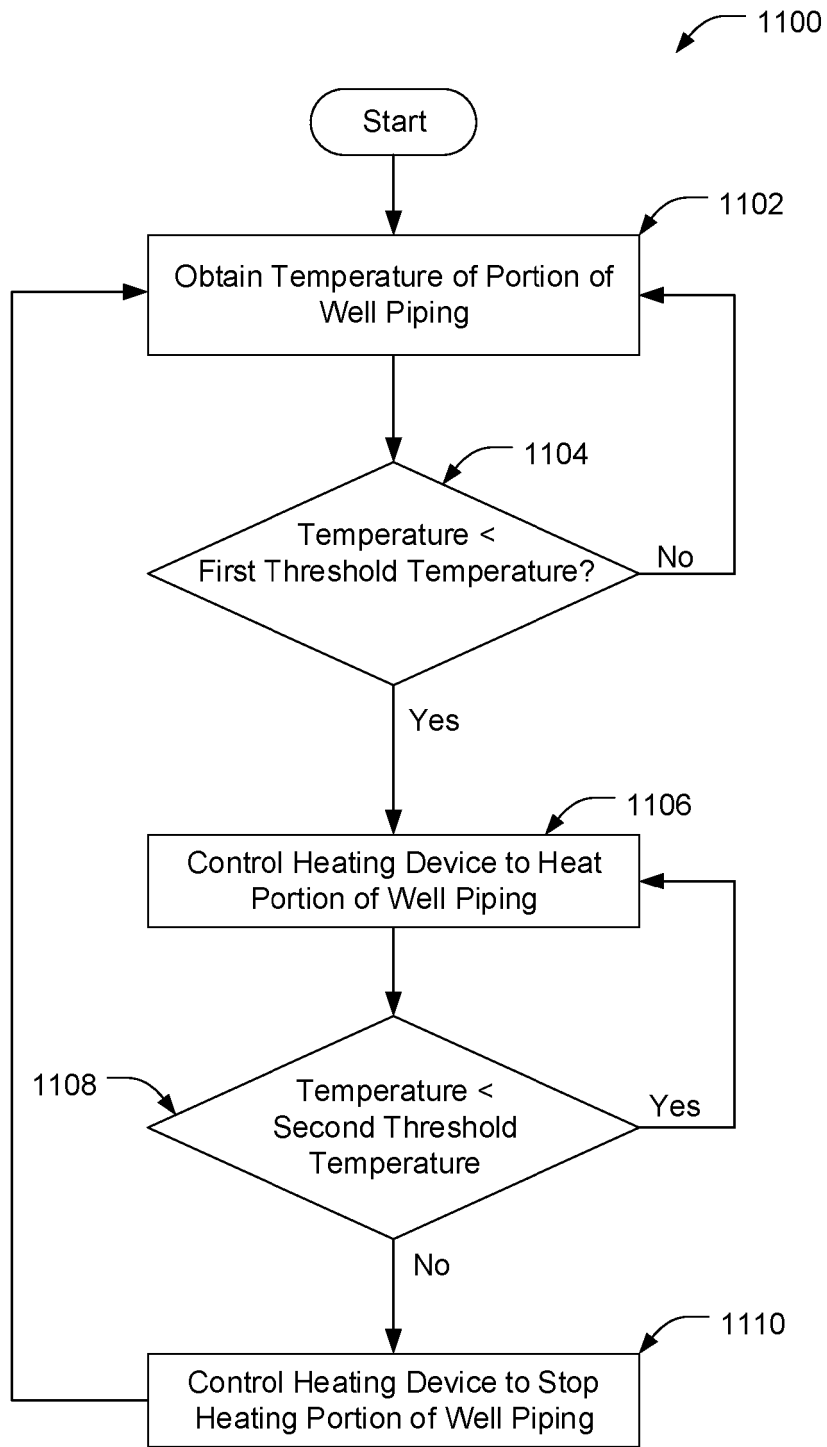 1100
Start
1102
Obtain Temperature of Portion of
Well Piping
1104
Temperature <
First Threshold Temperature?
No
Yes
1106
Control Heating Device to Heat
Portion of Well Piping
1108
Temperature <
Second Threshold
Temperature
Yes
No
1110
Control Heating Device to Stop
Heating Portion of Well Piping